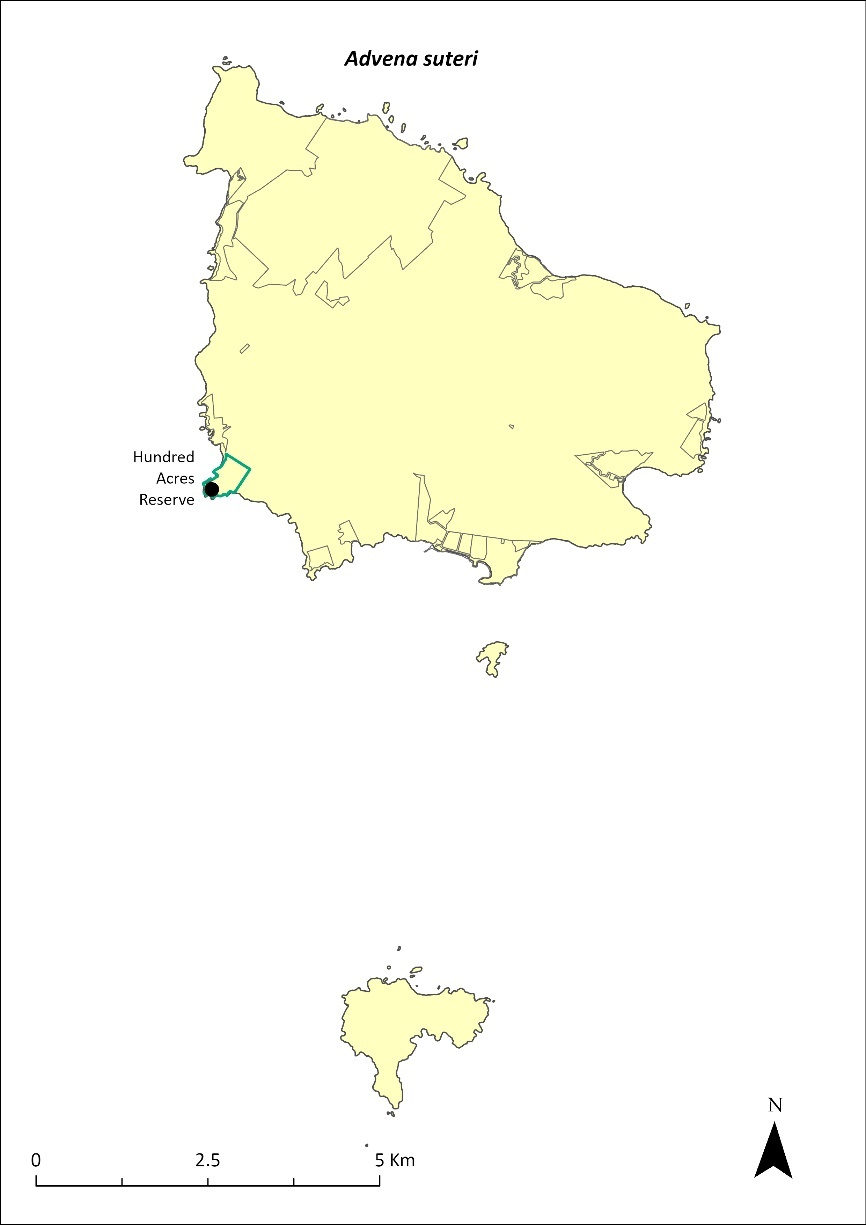 Advena suteri
Hundred
Acres
Reserve
N
0 2.5 5 Km